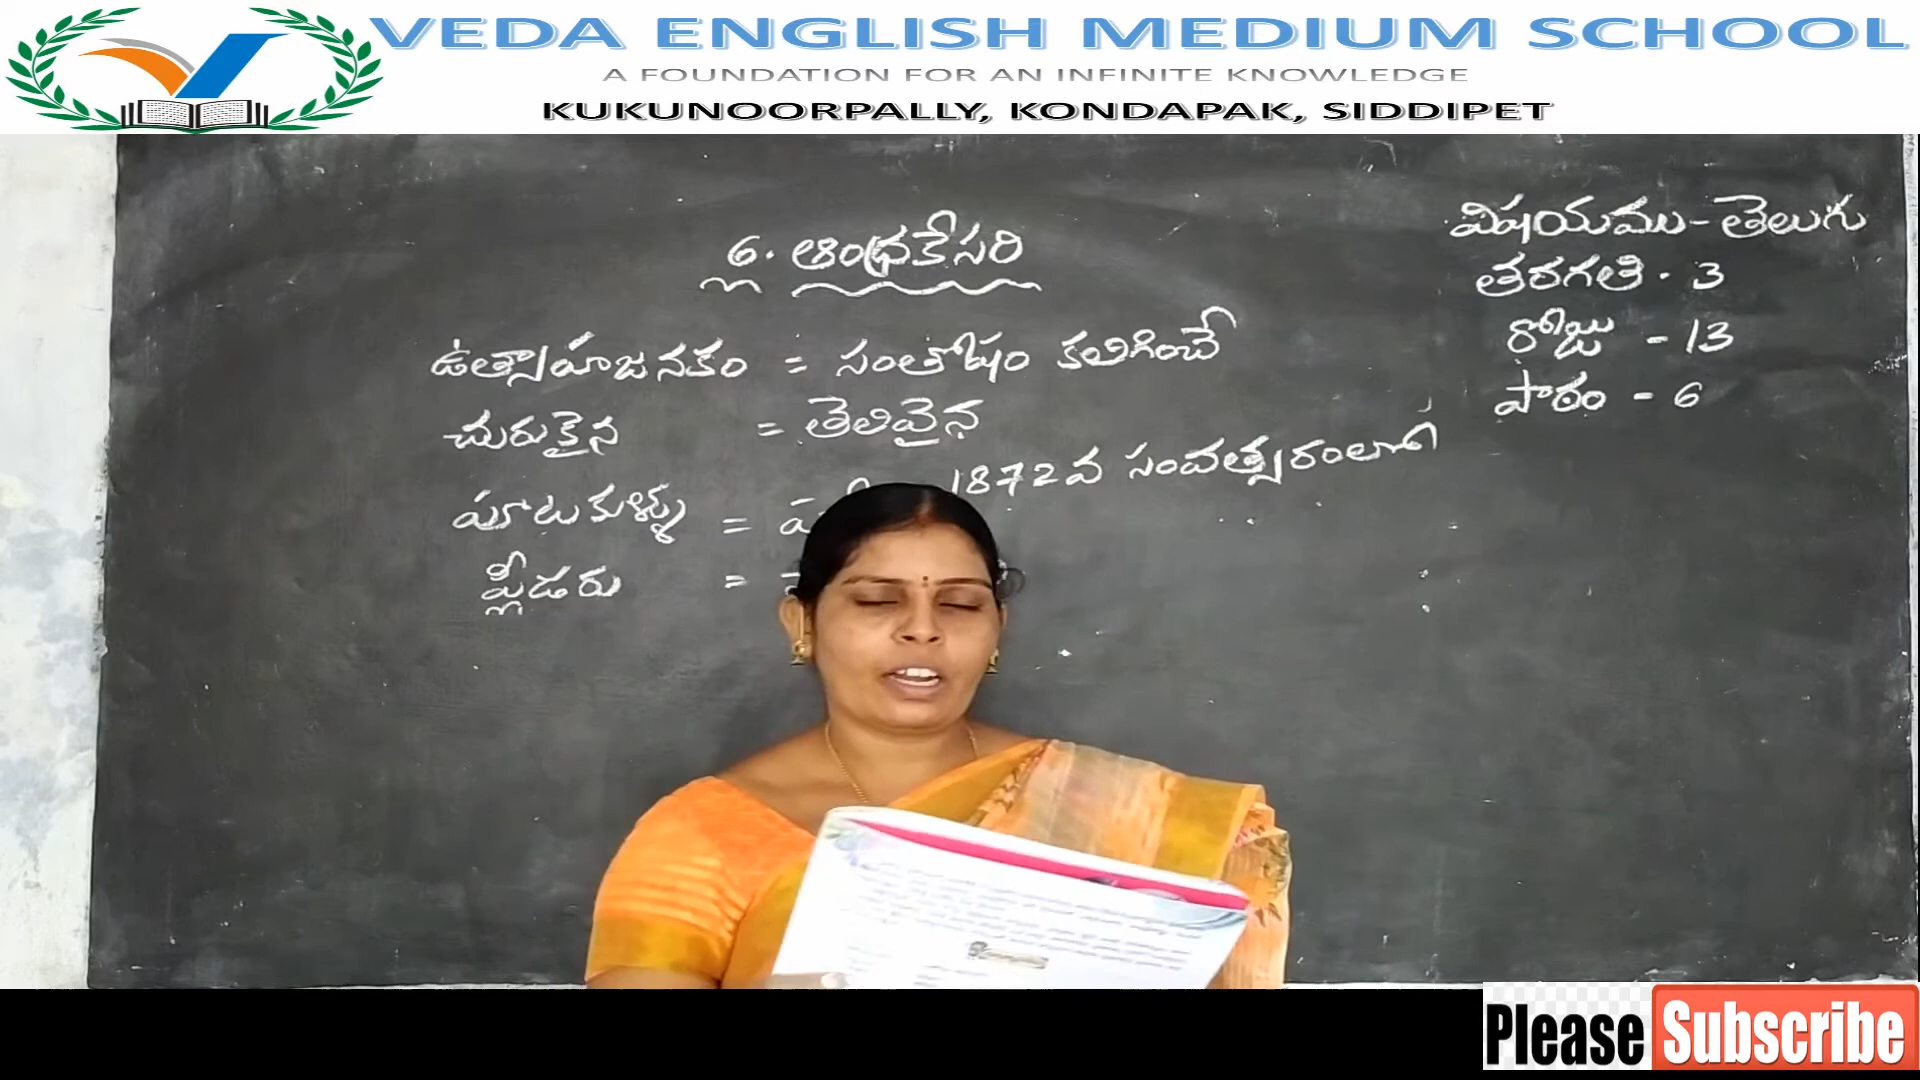 VEDA ENGLISH MEDIUM SCHOOL
A FOUNDATION FOR AN INFINITE KNOWLEDGE
KUKUNOORPALLY, KONDAPAK, SIDDIPET
విషయము - తెలుగు
తరగతి - 3
రోజు - 13
పాఠం - 6
6. ఆంధ్రకేసరి
ఉత్సాహజనకం = సంతోషం కలిగించే
చురుకైన = తెలివైన
1872వ సంవత్సరంలో
పూటకుళ్ళు =
ప్లీడరు =
Please Subscribe